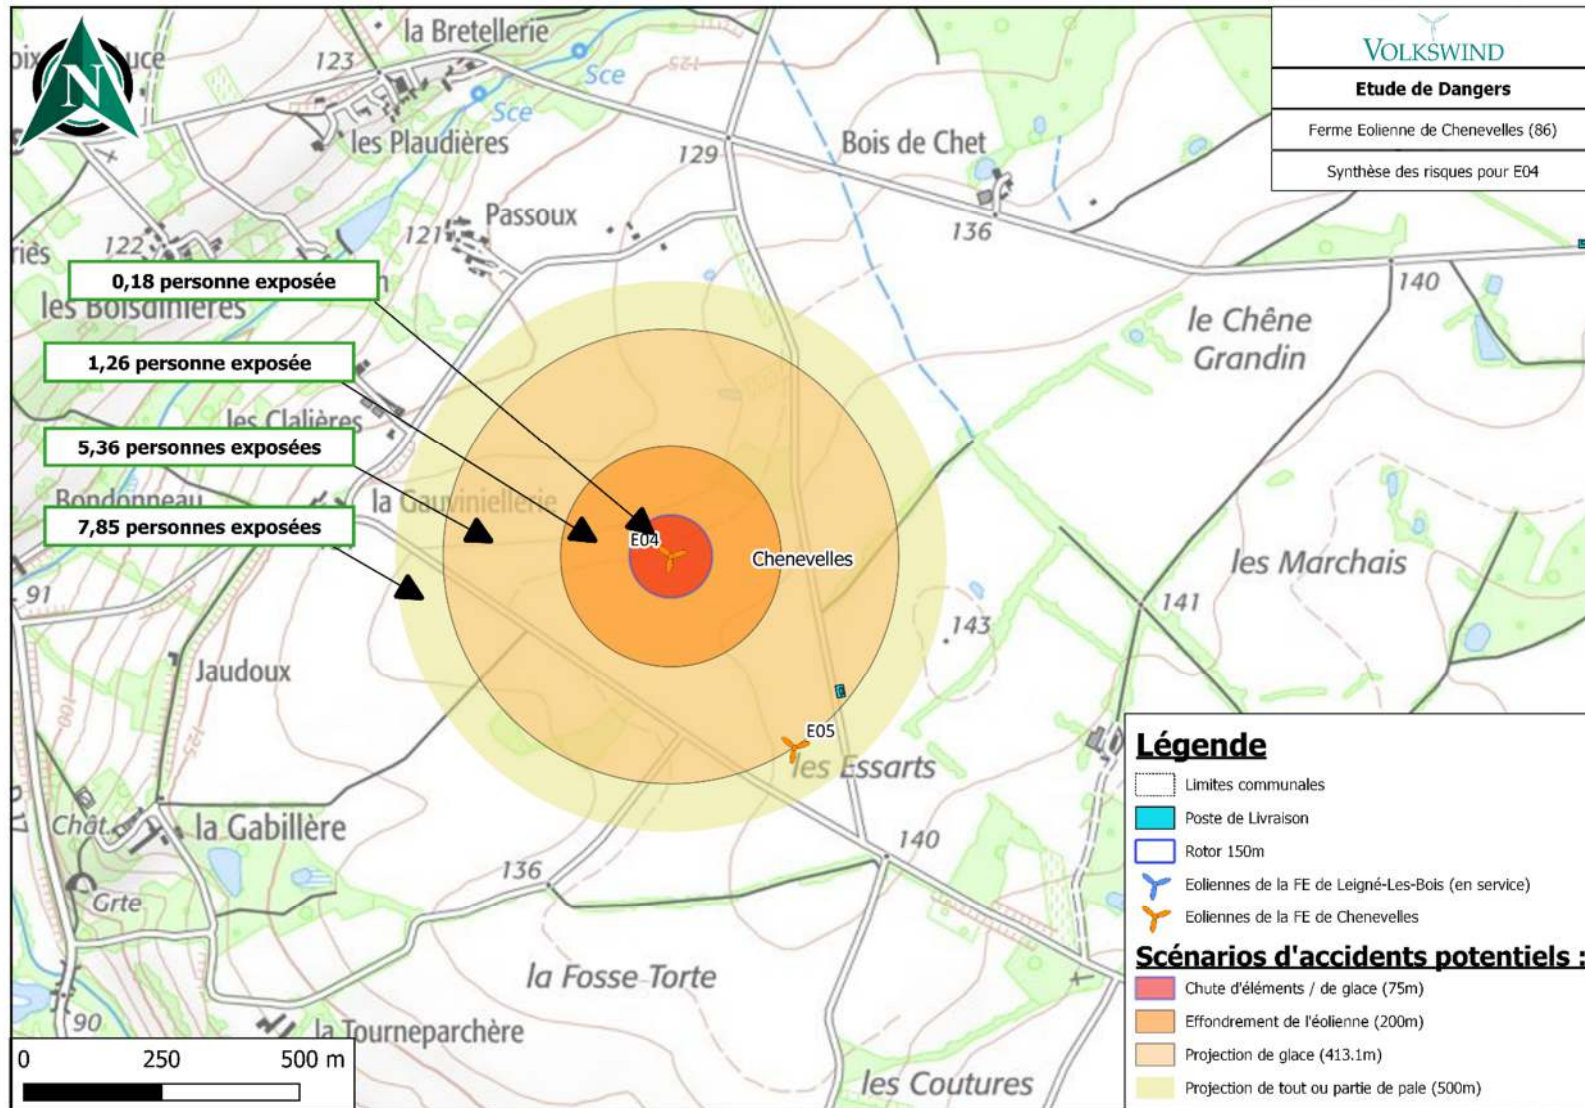 VOLKSWIND
Etude de Dangers
Ferme Eolienne de Chenevelles (86)
Synthèse des risques pour E04
N
la Bretellerie
123
Sce
Sce
125
les Plaudières
129
Bois de Chet
136
140
122
121
Passoux
0,18 personne exposée
les Boisdinières
le Chêne
Grandin
1,26 personne exposée
les Clalières
5,36 personnes exposées
Bondonneau
la Gauviniellerie
7,85 personnes exposées
E04
Chenevelles
les Marchais
91
141
143
Jaudoux
100
125
E05
les Essarts
D 17
Chât.
la Gabillère
136
140
Grte
la Fosse Torte
90
la Tourneparchère
les Coutures
0 250 500 m
Légende
Limites communales
Poste de Livraison
Rotor 150m
Eoliennes de la FE de Leigné-Les-Bois (en service)
Eoliennes de la FE de Chenevelles
Scénarios d'accidents potentiels :
Chute d'éléments / de glace (75m)
Effondrement de l'éolienne (200m)
Projection de glace (413.1m)
Projection de tout ou partie de pale (500m)